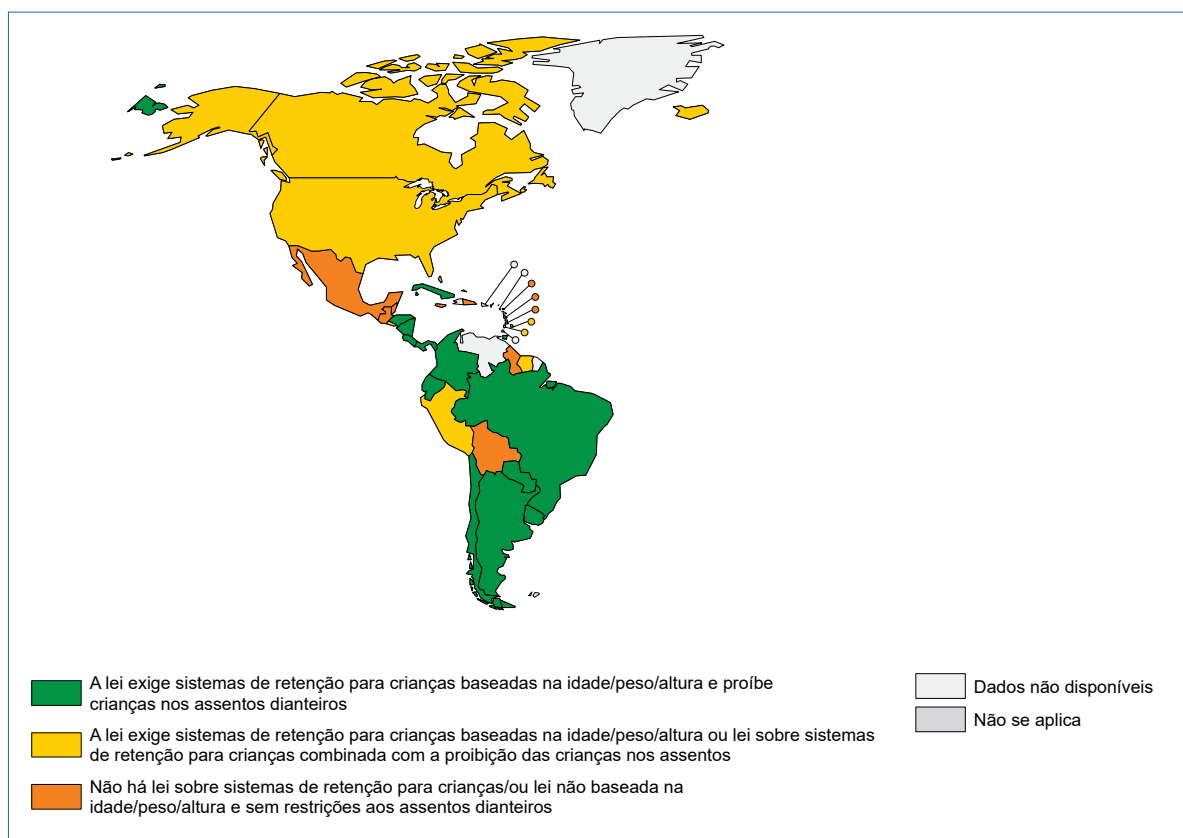 A lei exige sistemas de retenção para crianças baseadas na idade/peso/altura e proíbe
crianças nos assentos dianteiros
A lei exige sistemas de retenção para crianças baseadas na idade/peso/altura ou lei sobre sistemas
de retenção para crianças combinada com a proibição das crianças nos assentos
Não há lei sobre sistemas de retenção para crianças/ou lei não baseada na
idade/peso/altura e sem restrições aos assentos dianteiros
Dados não disponíveis
Não se aplica